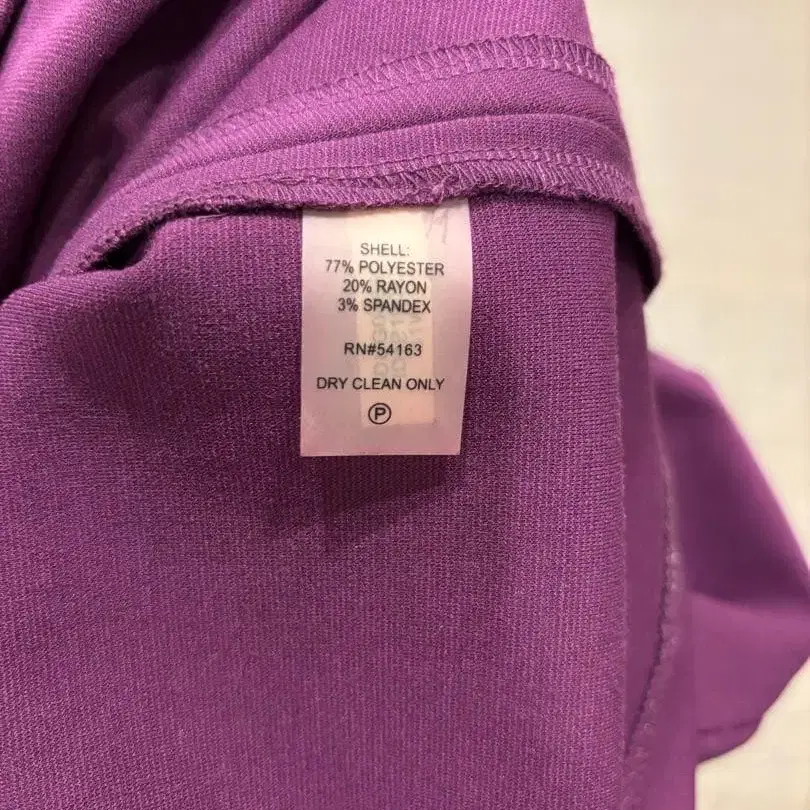 SHELL:
77% POLYESTER
20% RAYON
3% SPANDEX
RN#54163
DRY CLEAN ONLY
Ⓟ